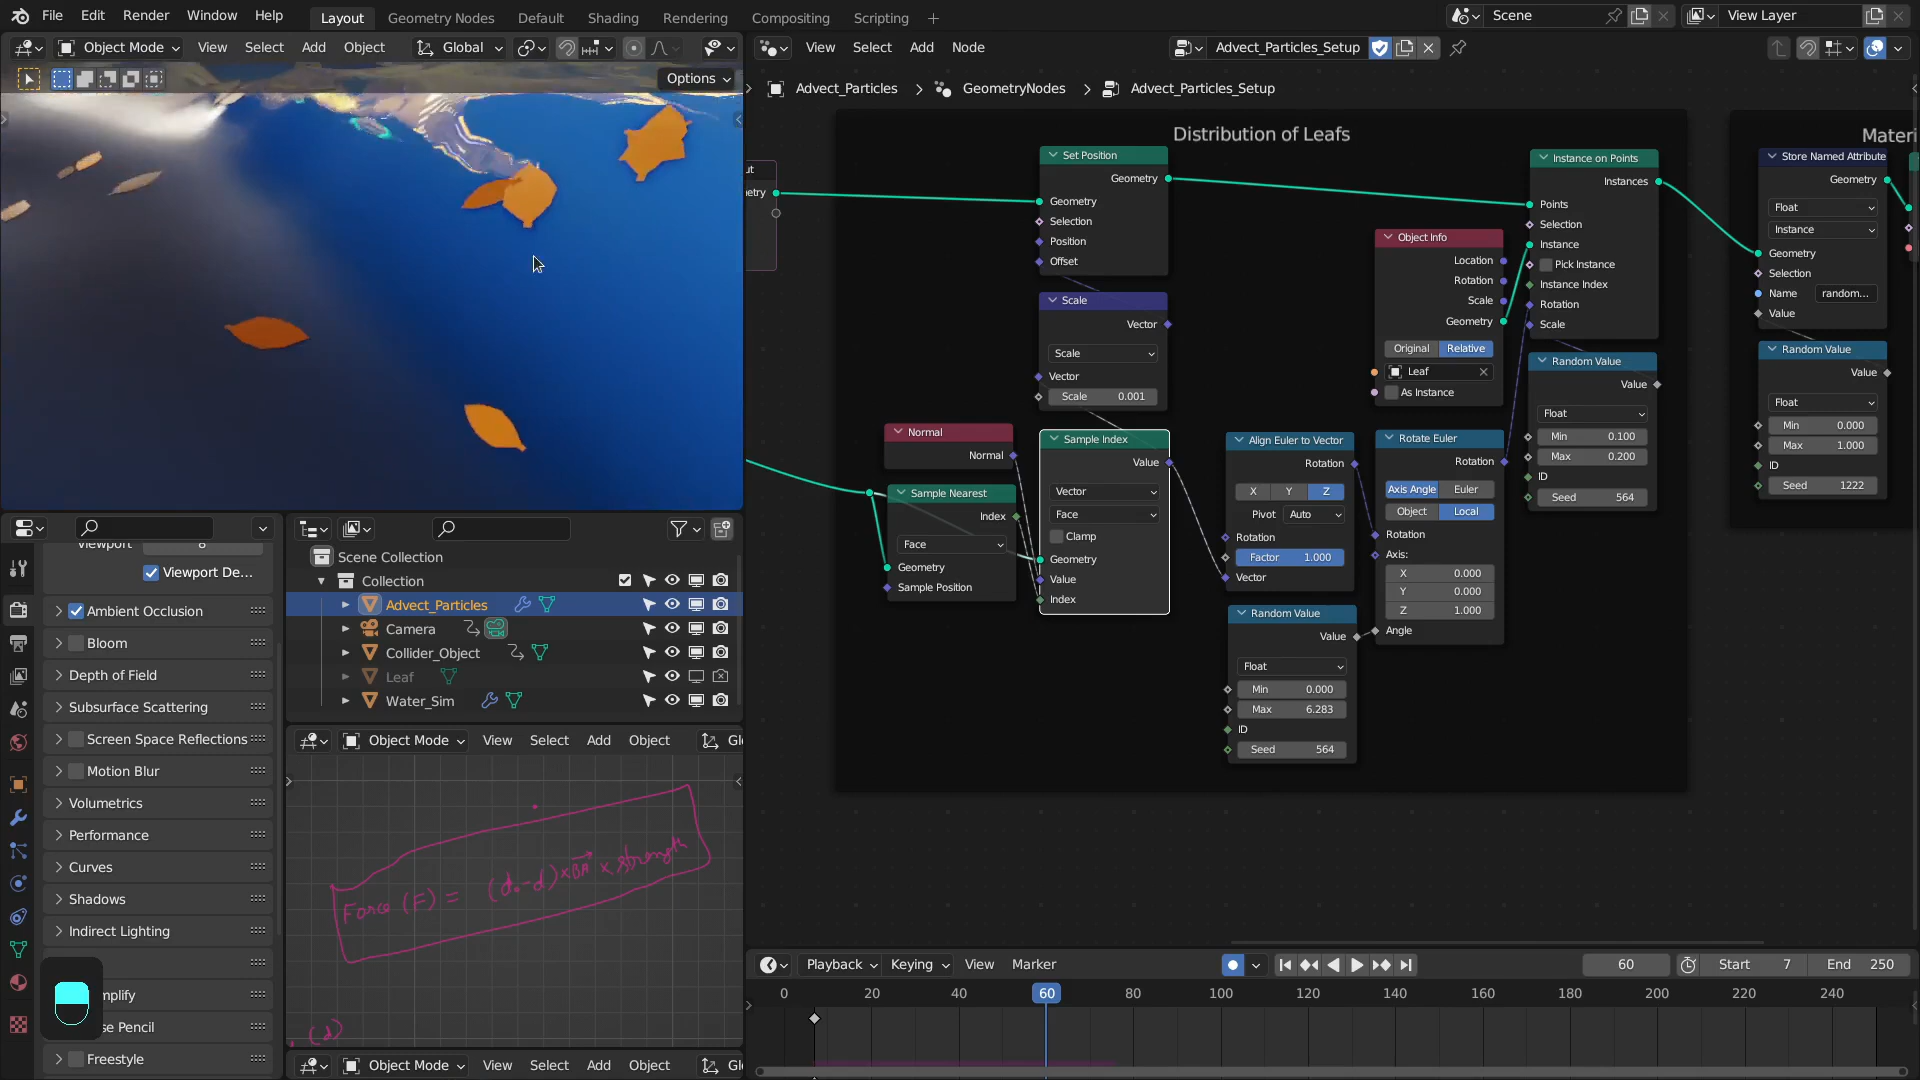 File Edit Render Window Help Layout Geometry Nodes Default Shading Rendering Compositing Scripting + Scene View Layer
Object Mode View Select Add Object Global
View Select Add Node Advect_Particles_Setup
Options
Advect_Particles > GeometryNodes > Advect_Particles_Setup
Distribution of Leafs
Materi
Set Position
Geometry
Geometry
Selection
Position
Offset
Scale
Vector
Scale
Vector
Scale 0.001
Normal
Normal
Sample Nearest
Index
Face
Geometry
Sample Position
Sample Index
Value
Vector
Face
Clamp
Geometry
Value
Index
Align Euler to Vector
Rotation
X Y Z
Pivot Auto
Rotation
Factor 1.000
Vector
Random Value
Value
Float
Min 0.000
Max 6.283
ID
Seed 564
Object Info
Location
Rotation
Scale
Geometry
Original Relative
Leaf
As Instance
Rotate Euler
Rotation
Axis Angle Euler
Object Local
Rotation
Axis:
X 0.000
Y 0.000
Z 1.000
Angle
Instance on Points
Instances
Points
Selection
Instance
Pick Instance
Instance Index
Rotation
Scale
Random Value
Value
Float
Min 0.100
Max 0.200
ID
Seed 564
Store Named Attribute
Geometry
Float
Instance
Geometry
Selection
Name random...
Value
Random Value
Value
Float
Min 0.000
Max 1.000
ID
Seed 1222
Viewport 8
Viewport De...
Ambient Occlusion
Bloom
Depth of Field
Subsurface Scattering
Screen Space Reflections
Motion Blur
Volumetrics
Performance
Curves
Shadows
Indirect Lighting
mplify
se Pencil
Freestyle
Scene Collection
Collection
Advect_Particles
Camera
Collider_Object
Leaf
Water_Sim
Object Mode View Select Add Object Gl
Force (F) = (d₀-d) × BA × strength
(d)
Object Mode View Select Add Object Gl
Playback Keying View Marker 60 Start 7 End 250
0 20 40 60 80 100 120 140 160 180 200 220 240